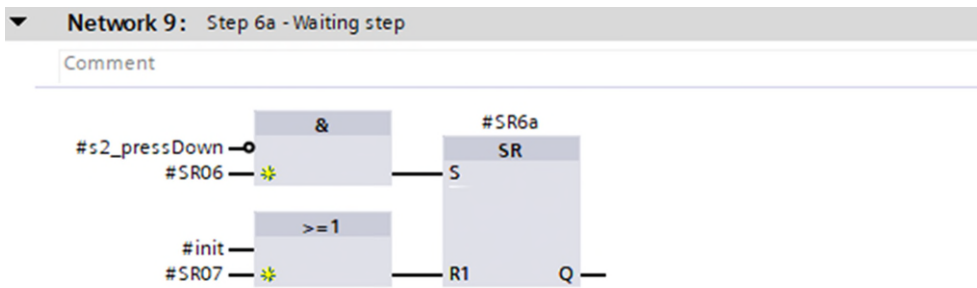 Network 9: Step 6a - Waiting step
Comment
& #SR6a
#s2_pressDown SR
#SR06 S
>=1
#init
#SR07 R1 Q